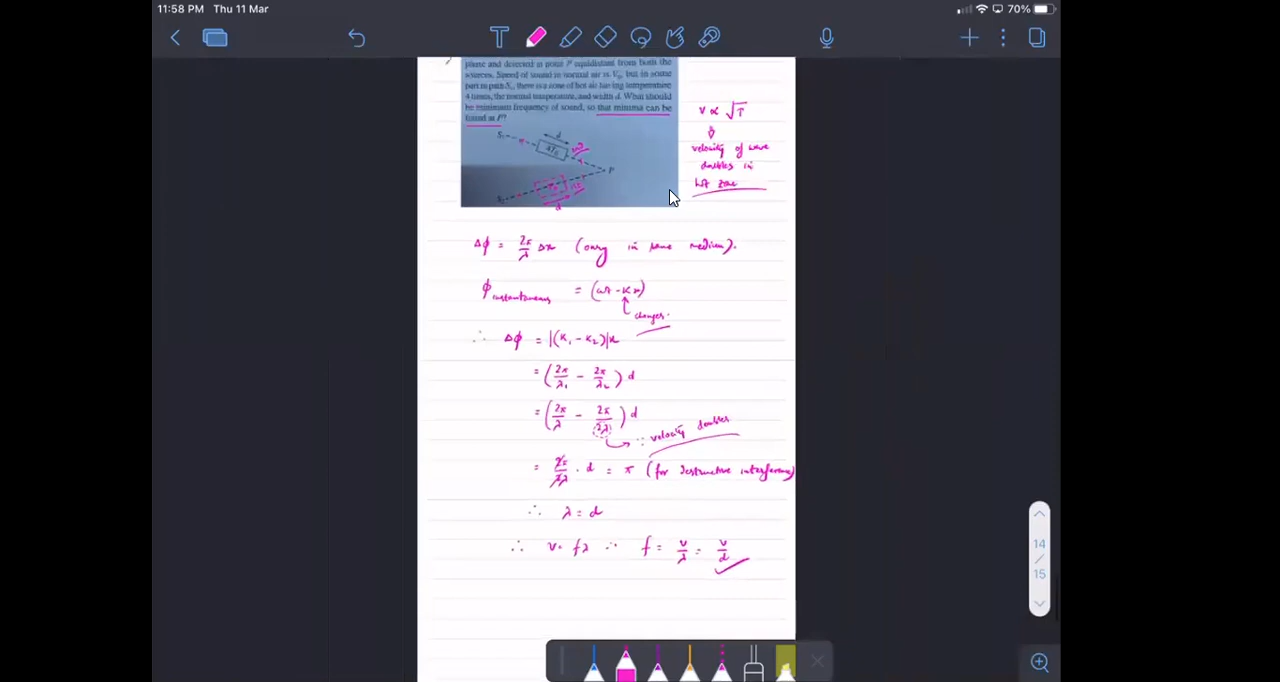 11:58 PM Thu 11 Mar
70%
T
plane and detected at point P equidistant from both the
sources. Speed of sound in normal air is V₀, but in some
part in path S₁, there is a zone of hot air having temperature
4 times, the normal temperature, and width d. What should
be minimum frequency of sound, so that minima can be
found at P?
v ∝ √T
velocity of wave
doubles in
hot zone
d
S₁
4T₀
P
d
Δφ = 2π/λ Δx (only in same medium).
φ instantaneous = (ωt - Kx)
changes.
∴ Δφ = |(K₁ - K₂)|x
= (2π/λ₁ - 2π/λ₂) d
= (2π/λ - 2π/2λ) d
∵ velocity doubles
= 2π/2λ . d = π (for destructive interference)
∴ λ = d
∴ v = fλ ∴ f = v/λ = v/d
14
15